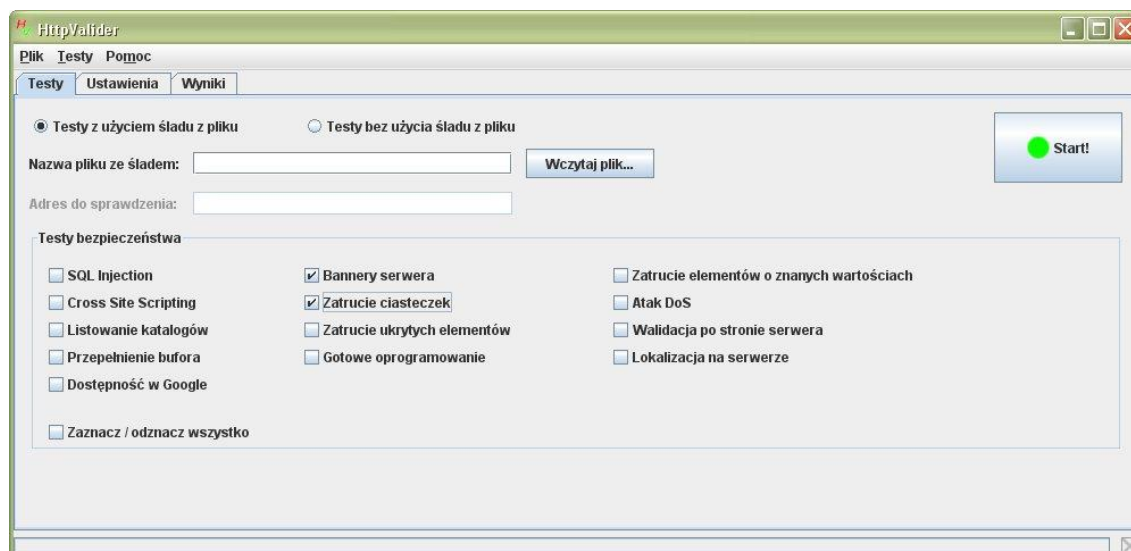 HttpValider
Plik Testy Pomoc
Testy Ustawienia Wyniki
Testy z użyciem śladu z pliku Testy bez użycia śladu z pliku
Start!
Nazwa pliku ze śladem: Wczytaj plik...
Adres do sprawdzenia:
Testy bezpieczeństwa
SQL Injection Bannery serwera Zatrucie elementów o znanych wartościach
Cross Site Scripting Zatrucie ciasteczek Atak DoS
Listowanie katalogów Zatrucie ukrytych elementów Walidacja po stronie serwera
Przepełnienie bufora Gotowe oprogramowanie Lokalizacja na serwerze
Dostępność w Google
Zaznacz / odznacz wszystko